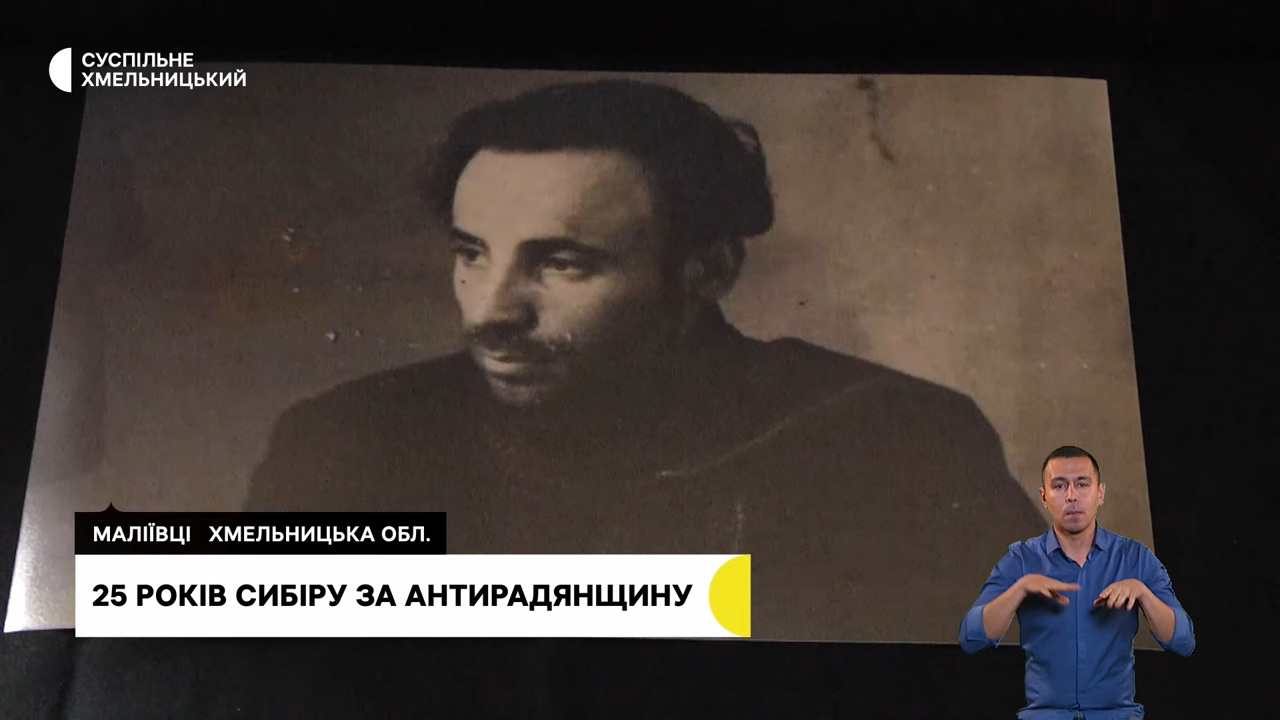 СУСПІЛЬНЕ
ХМЕЛЬНИЦЬКИЙ
МАЛІЇВЦІ ХМЕЛЬНИЦЬКА ОБЛ.
25 РОКІВ СИБІРУ ЗА АНТИРАДЯНЩИНУ